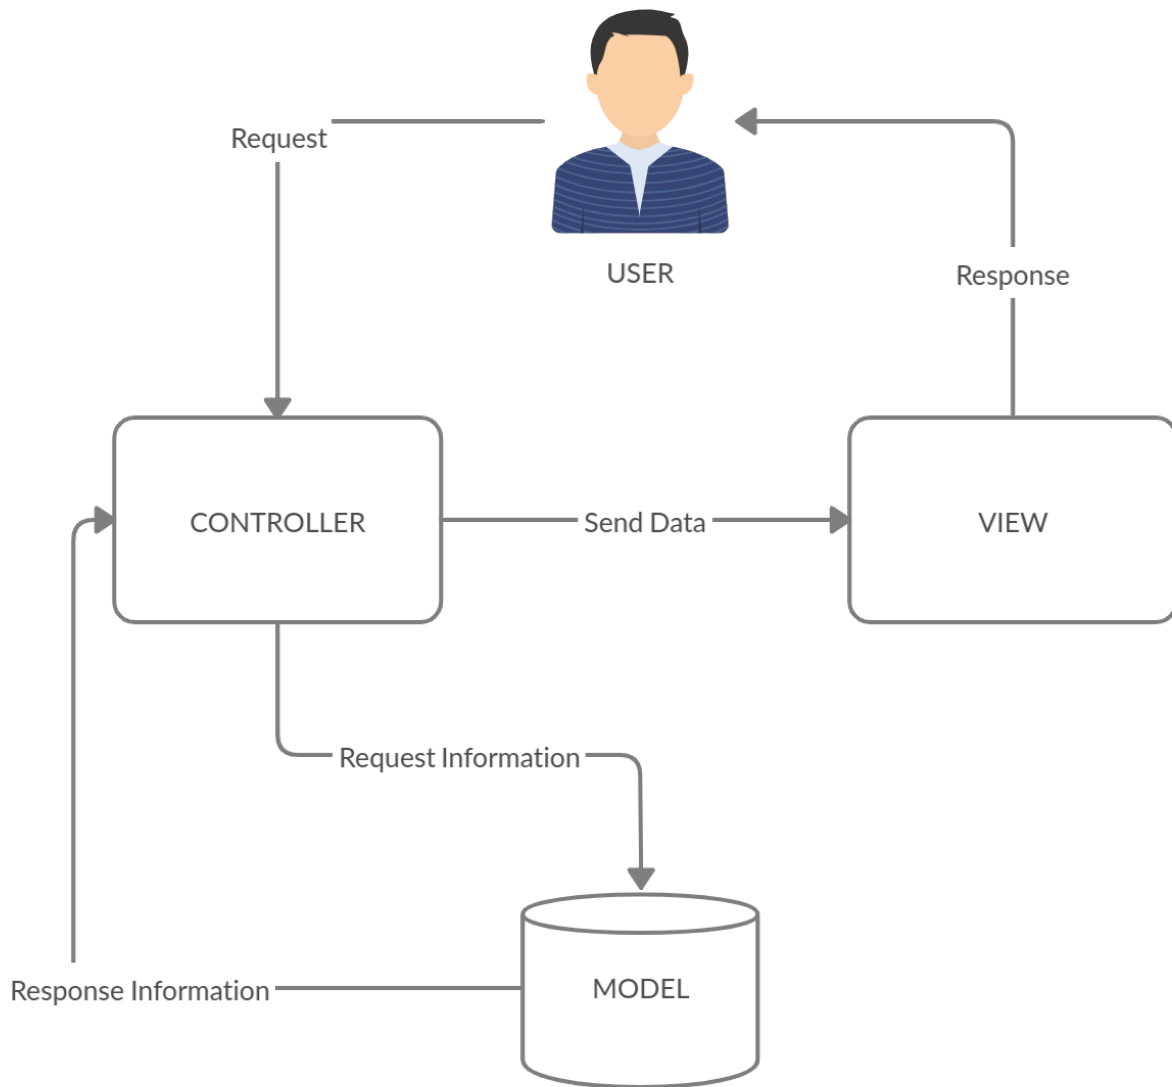 Request
USER
Response
CONTROLLER
Send Data
VIEW
Request Information
Response Information
MODEL